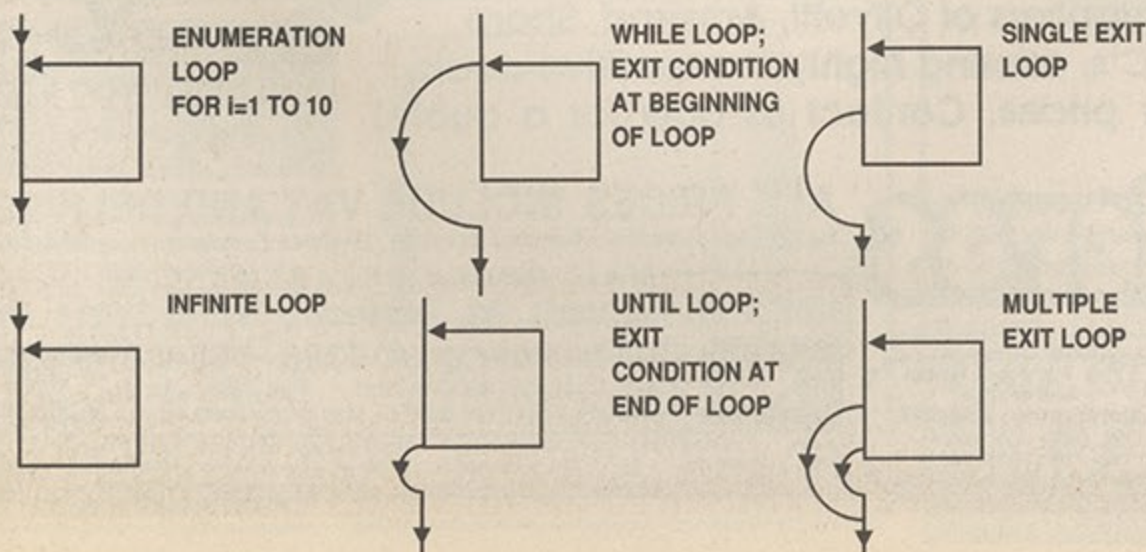 ENUMERATION
LOOP
FOR i=1 TO 10
WHILE LOOP;
EXIT CONDITION
AT BEGINNING
OF LOOP
SINGLE EXIT
LOOP
INFINITE LOOP
UNTIL LOOP;
EXIT
CONDITION AT
END OF LOOP
MULTIPLE
EXIT LOOP